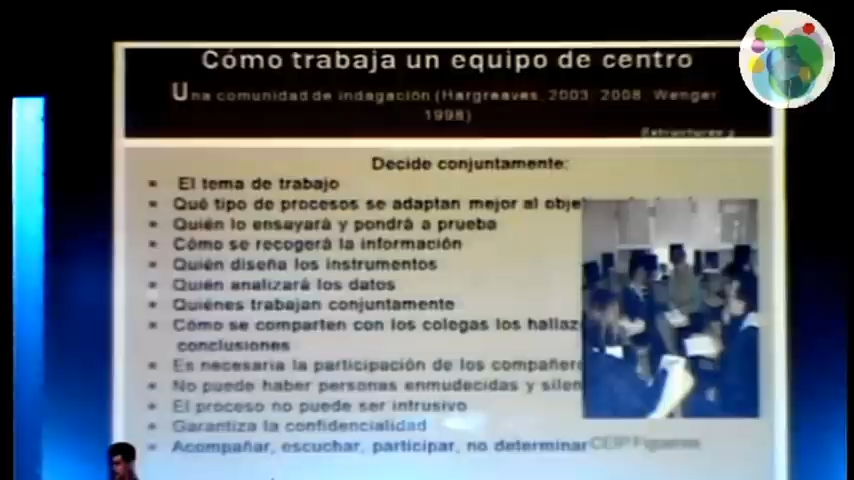 Cómo trabaja un equipo de centro
Una comunidad de indagación (Hargreaves, 2003; 2008; Wenger
1998)
Estructuras y
Decide conjuntamente:
▪ El tema de trabajo
▪ Qué tipo de procesos se adaptan mejor al
▪ Quién lo ensayará y pondrá a prueba
▪ Cómo se recogerá la información
▪ Quién diseña los instrumentos
▪ Quién analizará los datos
▪ Quiénes trabajan conjuntamente
▪ Cómo se comparten con los colegas los
conclusiones
▪ Es necesaria la participación de los
▪ No puede haber personas enmudecidas y
▪ El proceso no puede ser intrusivo
▪ Garantiza la confidencialidad
▪ Acompañar, escuchar, participar, no determinar
CEIP